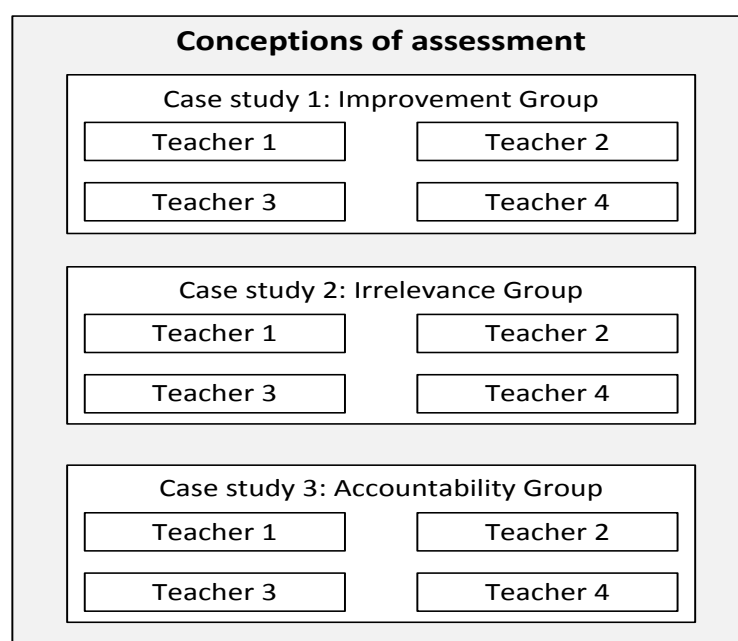 Conceptions of assessment
Case study 1: Improvement Group
Teacher 1 Teacher 2
Teacher 3 Teacher 4
Case study 2: Irrelevance Group
Teacher 1 Teacher 2
Teacher 3 Teacher 4
Case study 3: Accountability Group
Teacher 1 Teacher 2
Teacher 3 Teacher 4